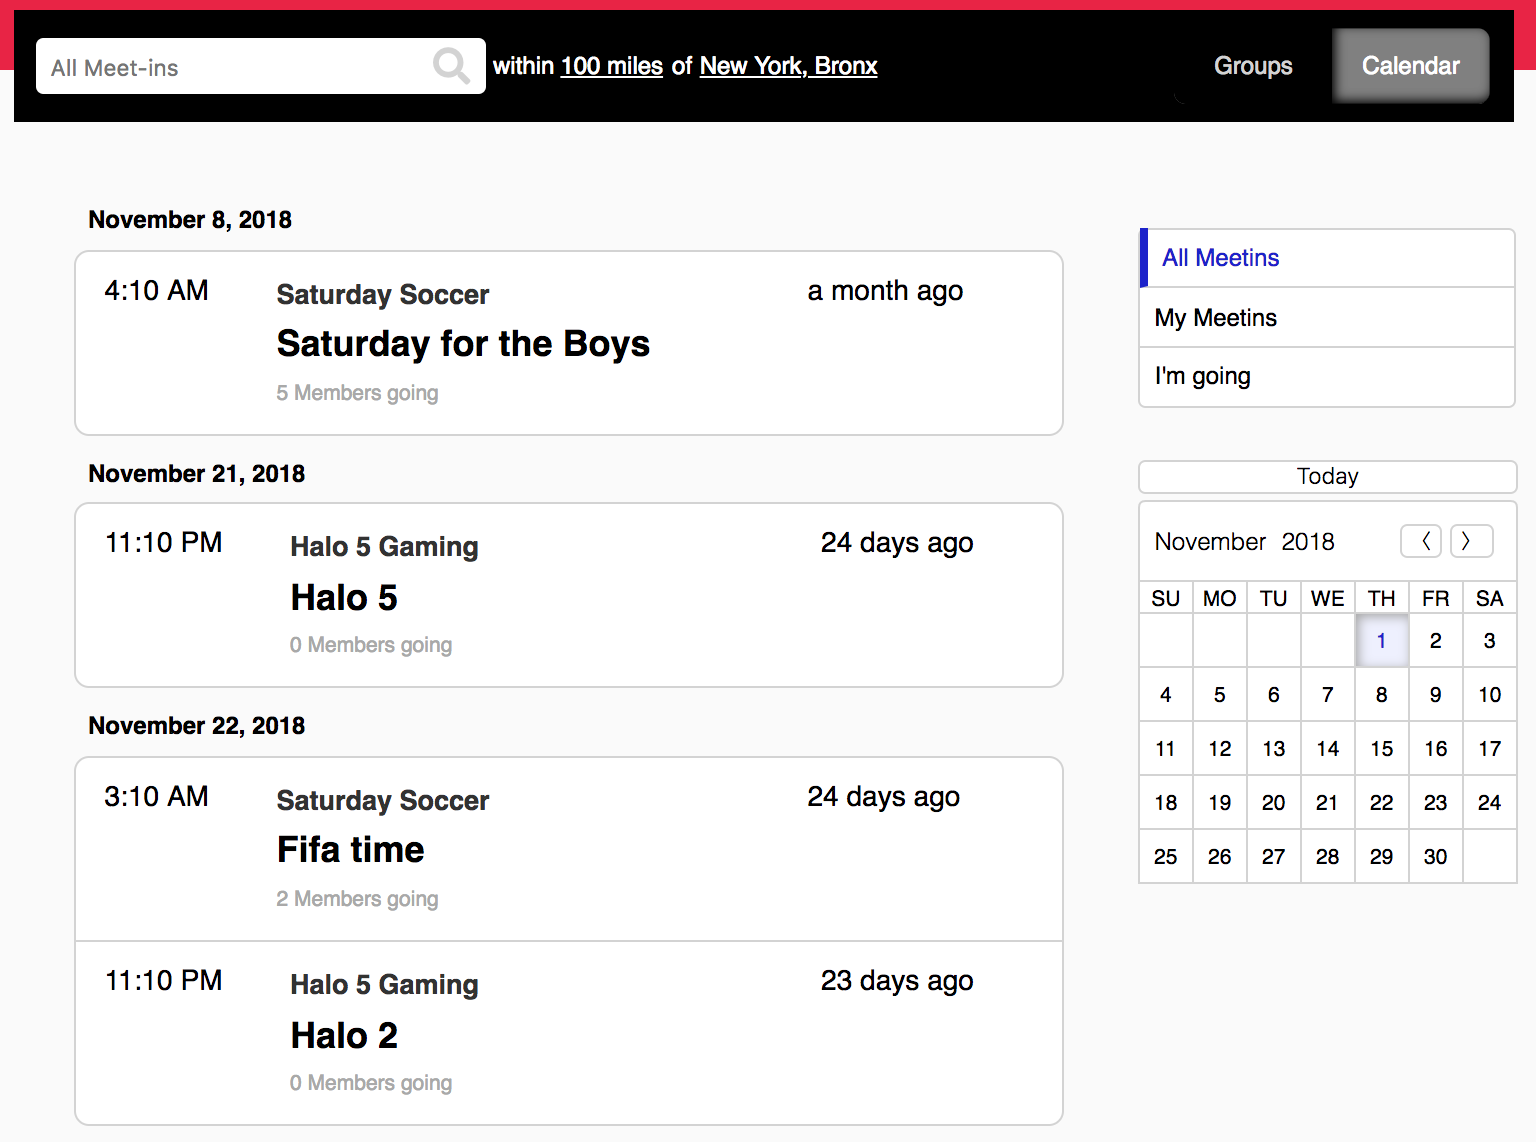 All Meet-ins within 100 miles of New York, Bronx Groups Calendar
November 8, 2018
4:10 AM Saturday Soccer a month ago
Saturday for the Boys
5 Members going
November 21, 2018
11:10 PM Halo 5 Gaming 24 days ago
Halo 5
0 Members going
November 22, 2018
3:10 AM Saturday Soccer 24 days ago
Fifa time
2 Members going
11:10 PM Halo 5 Gaming 23 days ago
Halo 2
0 Members going
All Meetins
My Meetins
I'm going
Today
November 2018
SU MO TU WE TH FR SA
1 2 3
4 5 6 7 8 9 10
11 12 13 14 15 16 17
18 19 20 21 22 23 24
25 26 27 28 29 30